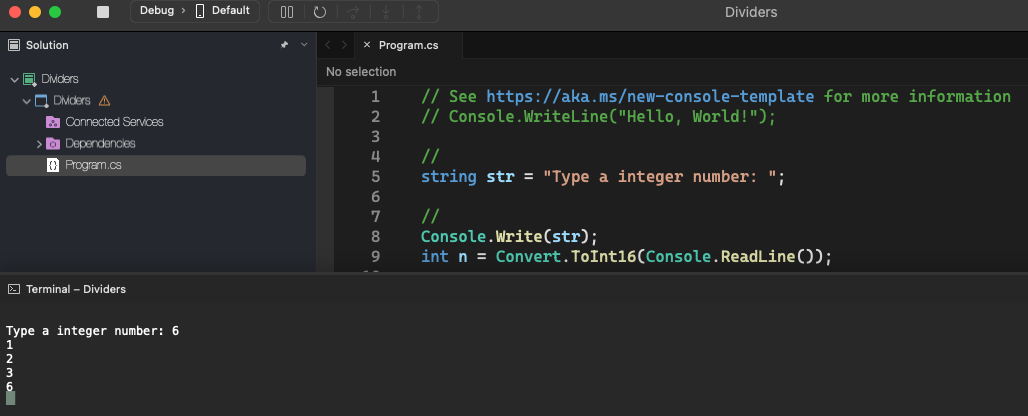 Debug > Default
Dividers
Solution
Program.cs
Dividers
No selection
Dividers
Connected Services
Dependencies
Program.cs
1 // See https://aka.ms/new-console-template for more information
2 // Console.WriteLine("Hello, World!");
3
4 //
5 string str = "Type a integer number: ";
6
7 //
8 Console.Write(str);
9 int n = Convert.ToInt16(Console.ReadLine());
Terminal – Dividers
Type a integer number: 6
1
2
3
6